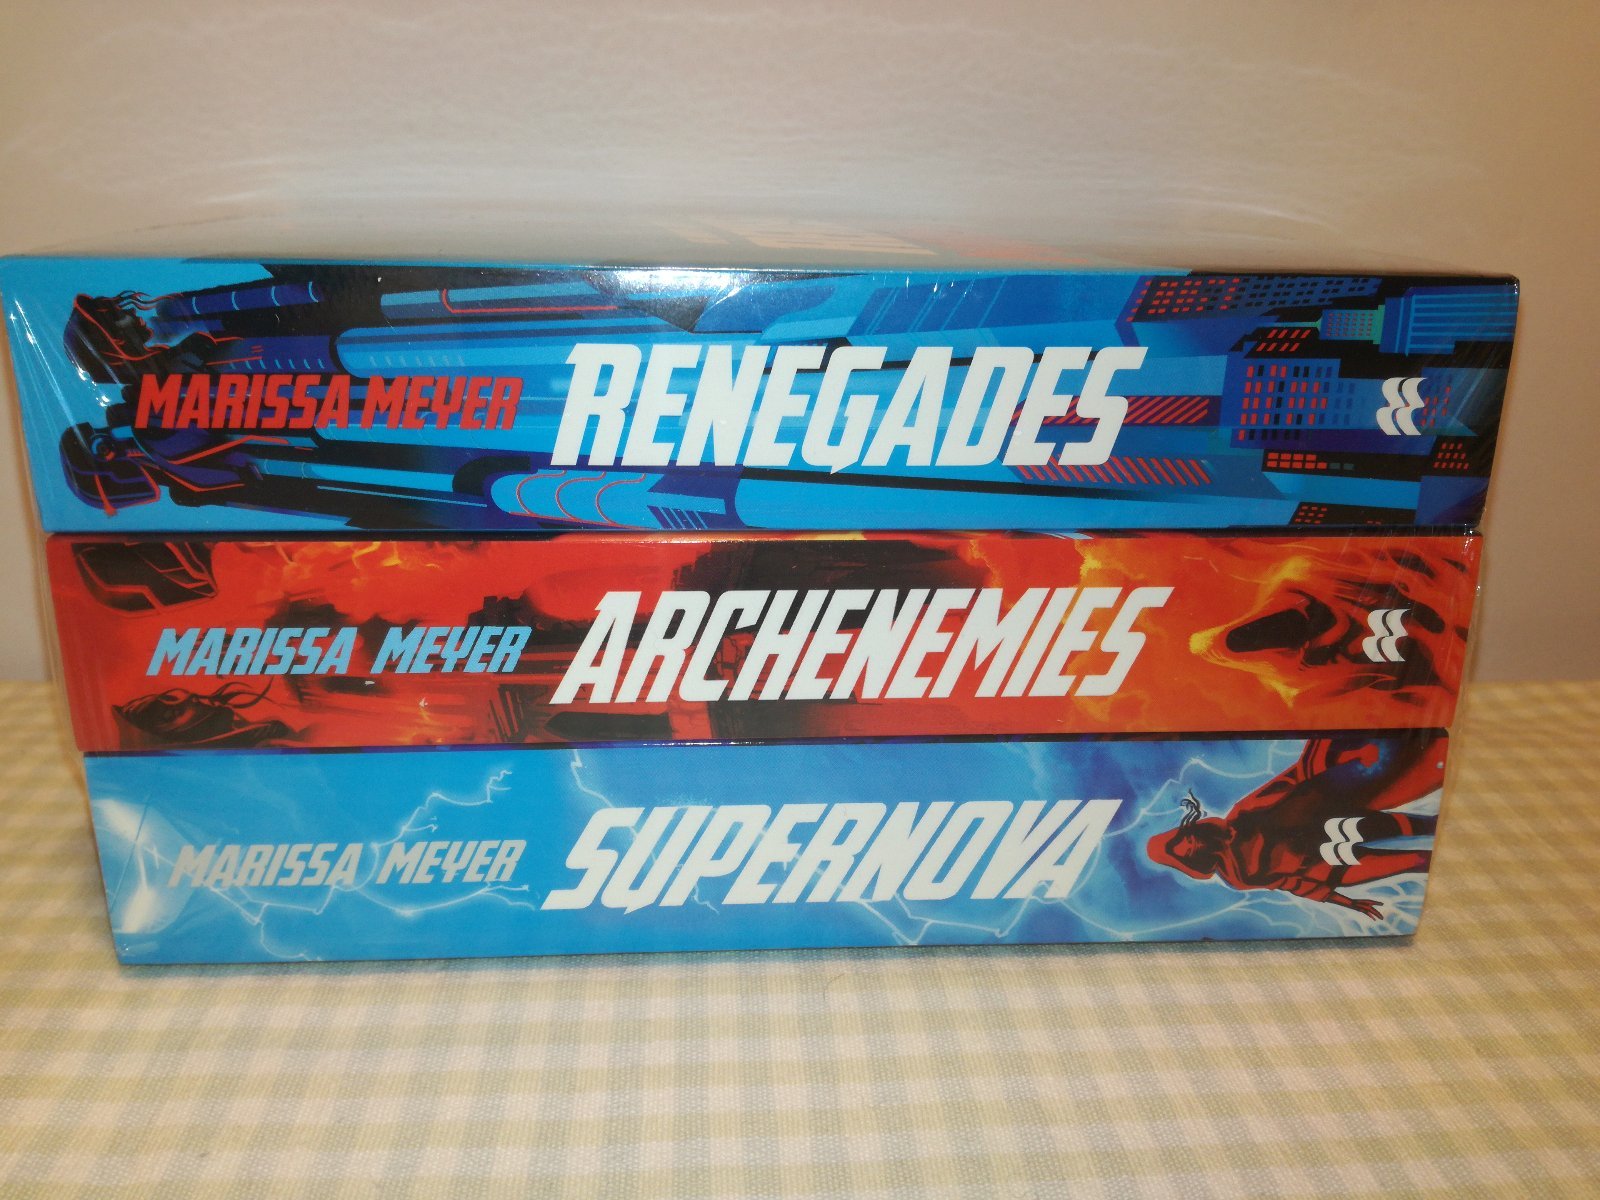 MARISSA MEYER RENEGADES
MARISSA MEYER ARCHENEMIES
MARISSA MEYER SUPERNOVA